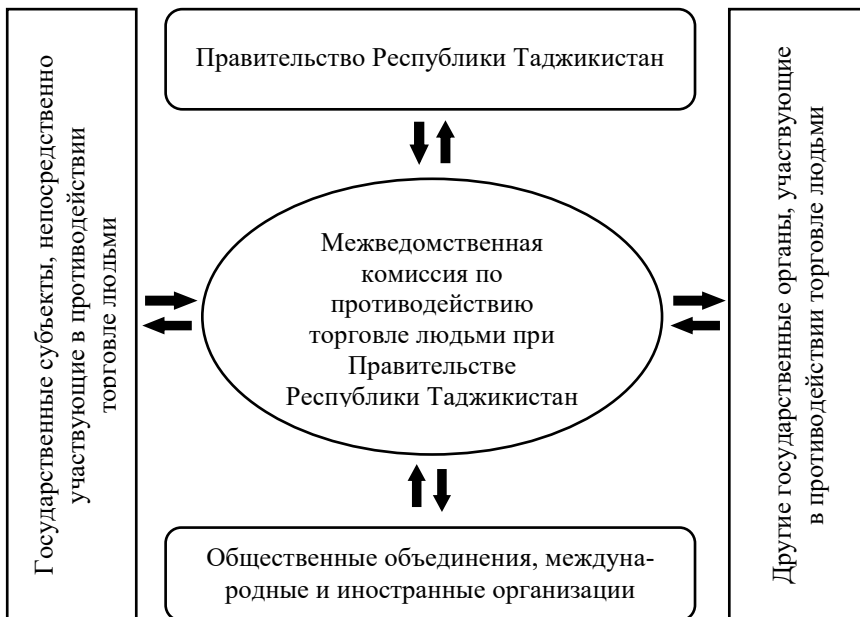 Правительство Республики Таджикистан
Государственные субъекты, непосредственно
участвующие в противодействии
торговле людьми
Межведомственная
комиссия по
противодействию
торговле людьми при
Правительстве
Республики Таджикистан
Другие государственные органы, участвующие
в противодействии торговле людьми
Общественные объединения, междуна-
родные и иностранные организации